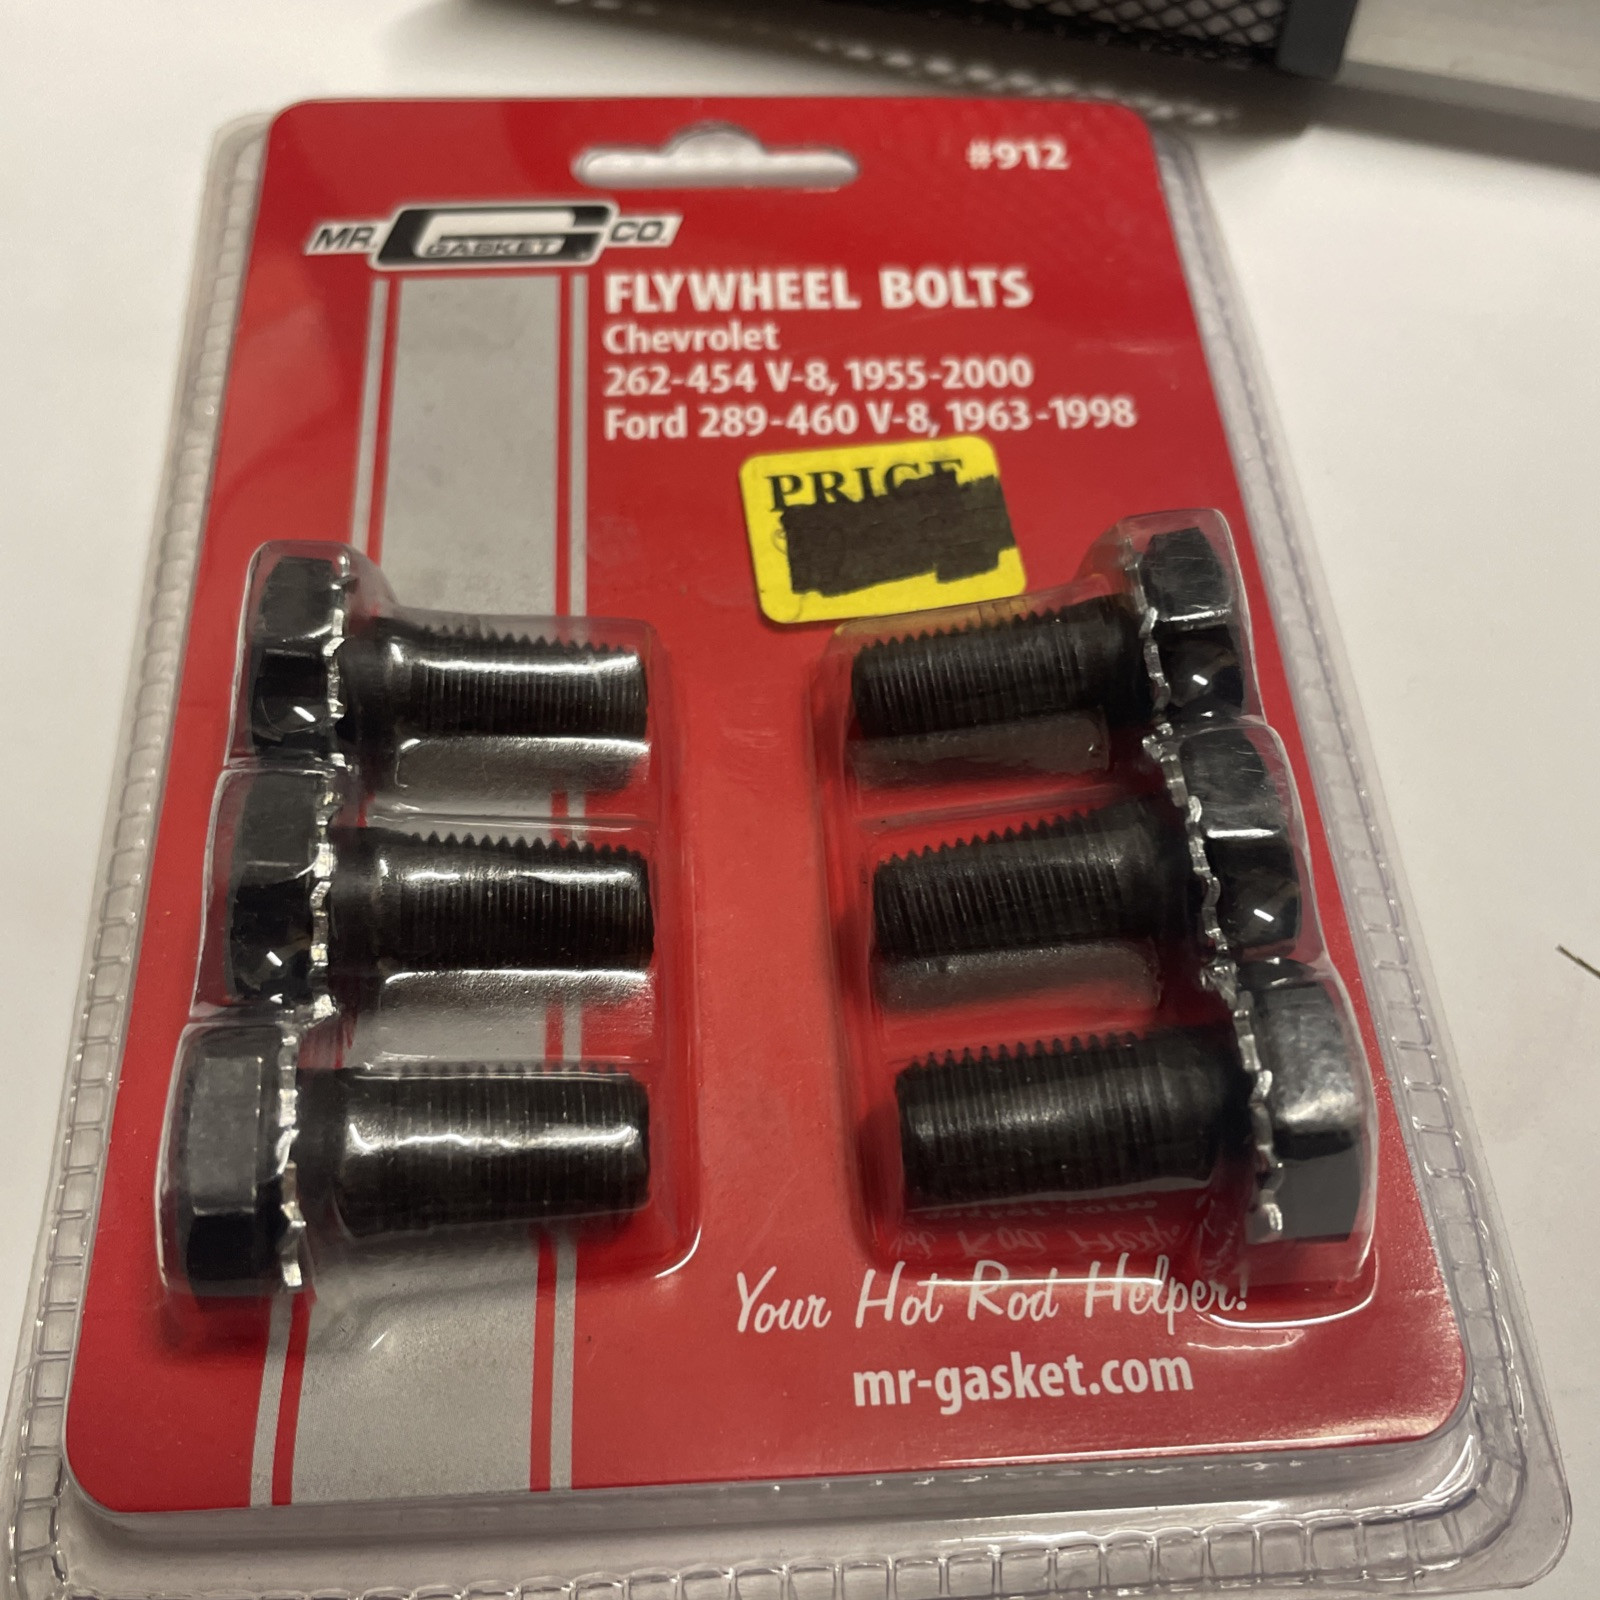 #912
MR. GASKET CO.
FLYWHEEL BOLTS
Chevrolet
262-454 V-8, 1955-2000
Ford 289-460 V-8, 1963-1998
PRICE
Your Hot Rod Helper!
mr-gasket.com